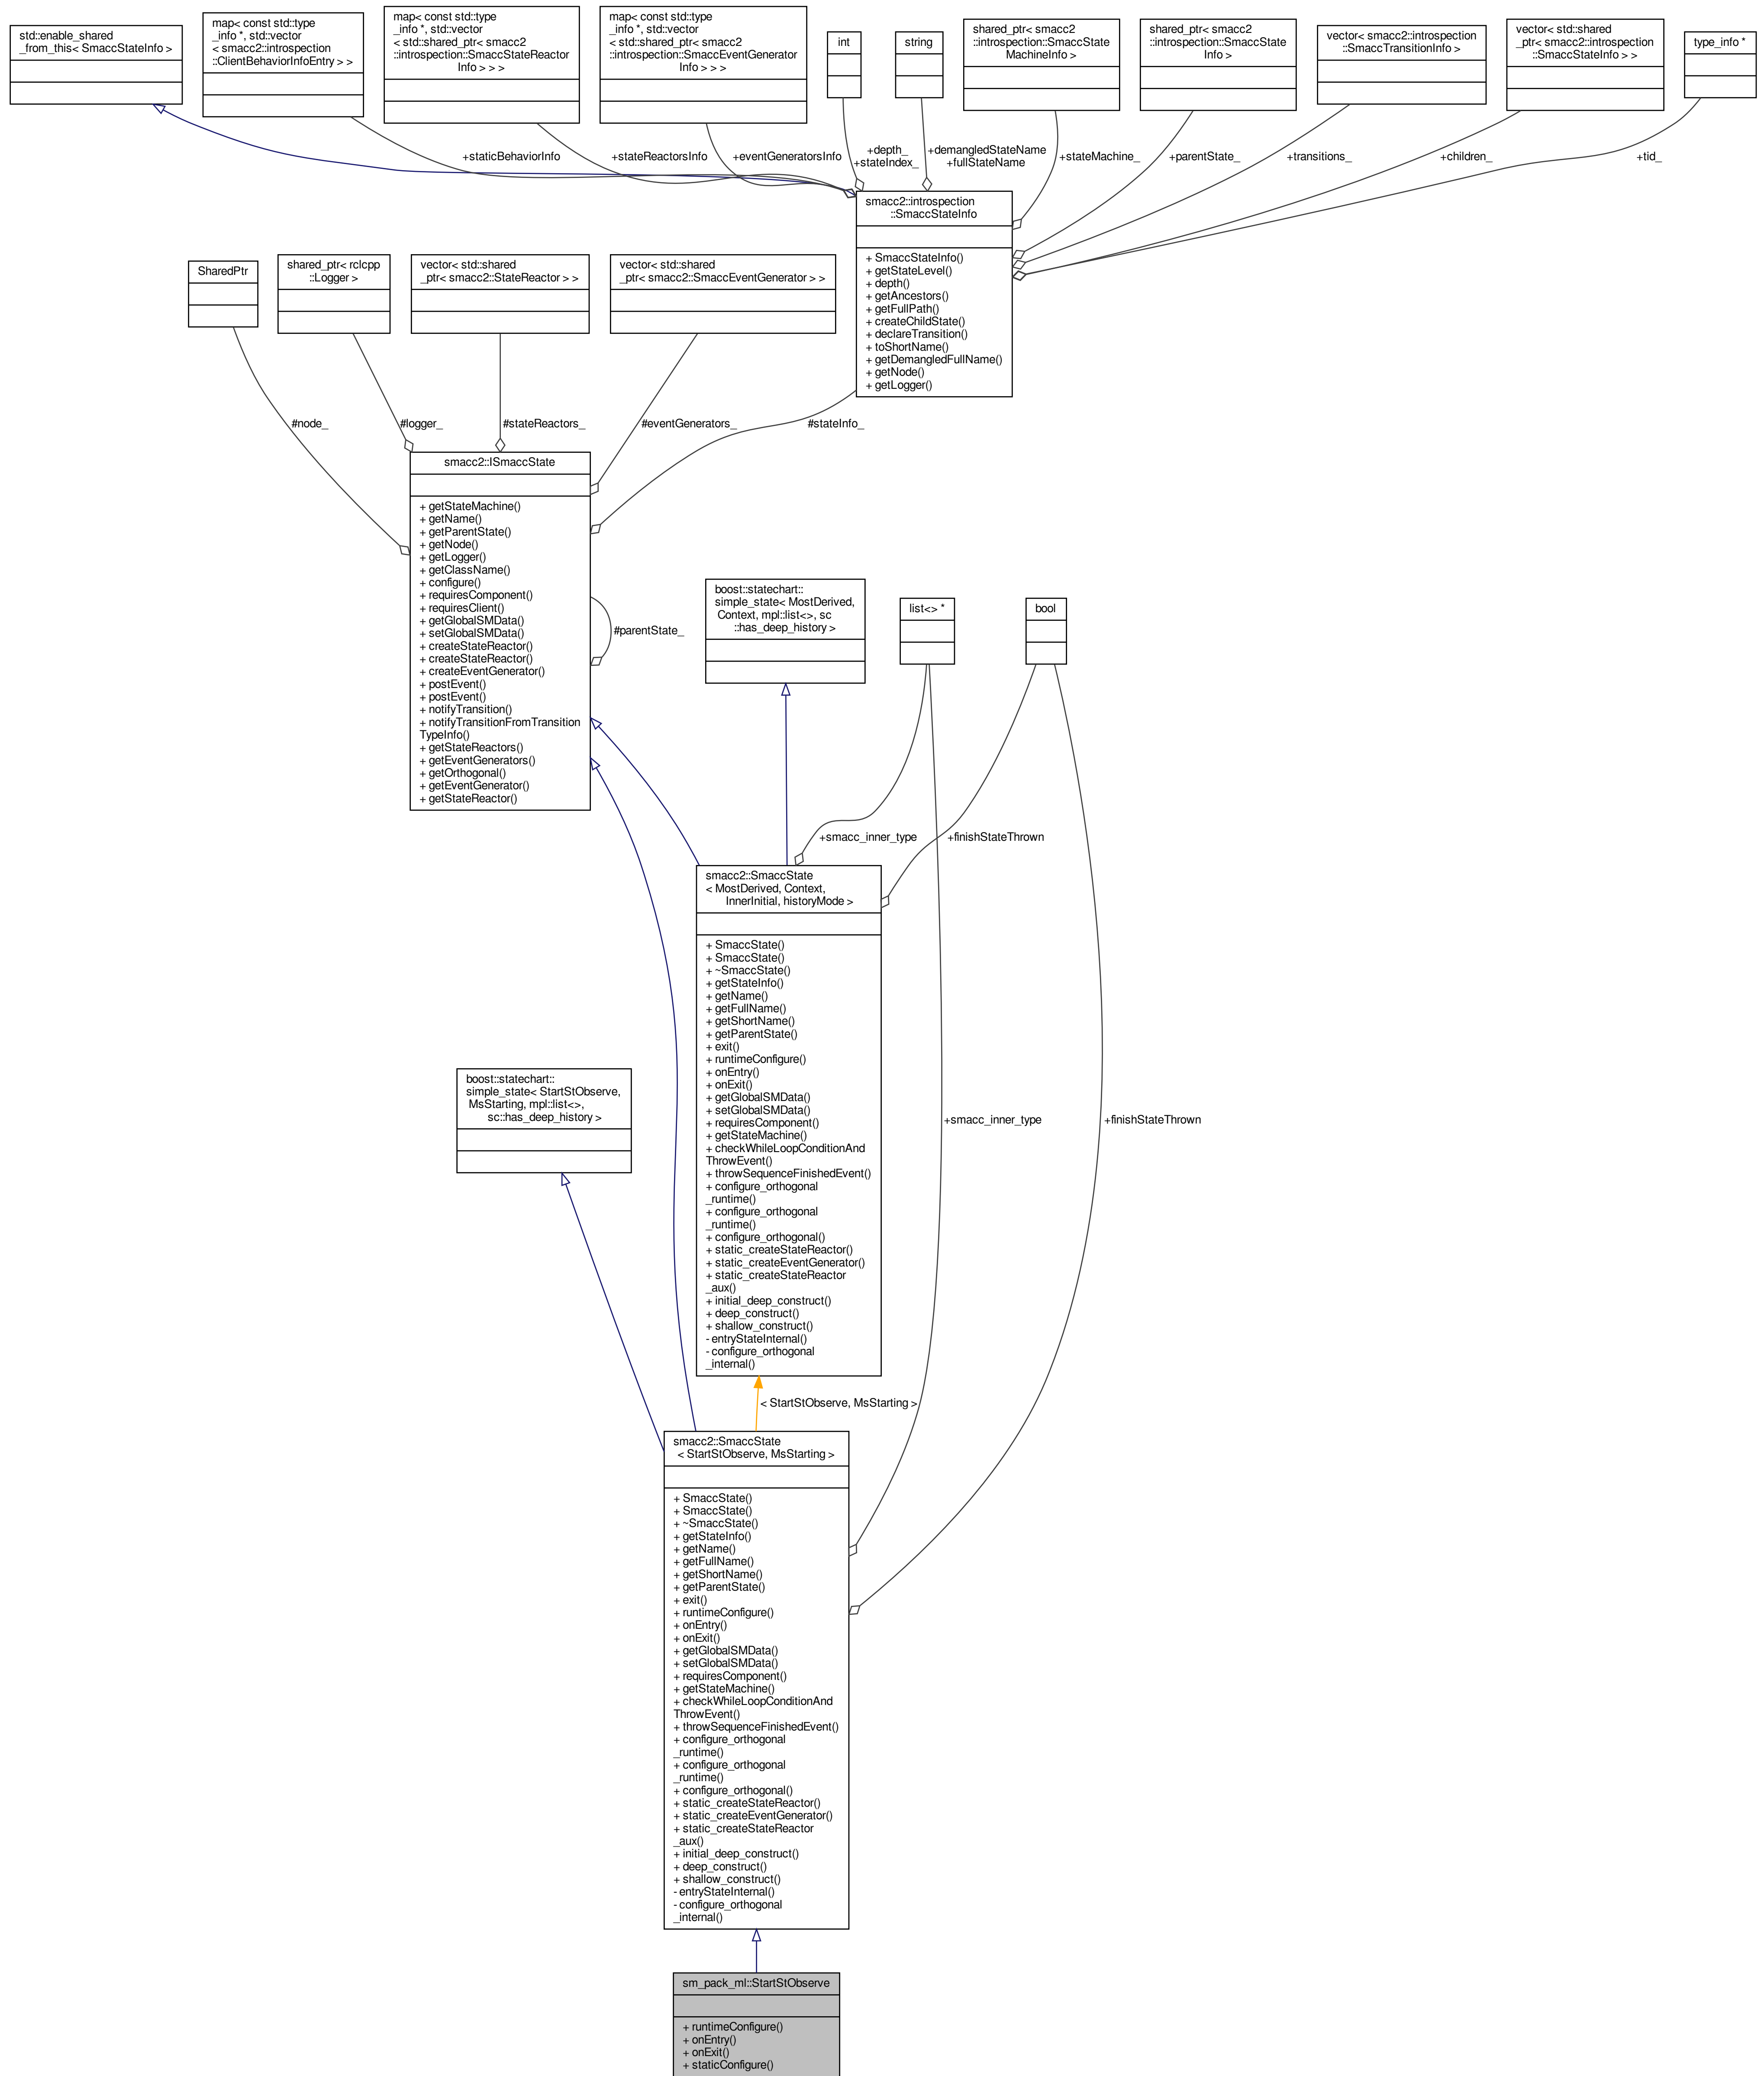 std::enable_shared
_from_this< SmaccStateInfo >
map< const std::type
_info *, std::vector
< smacc2::introspection
::ClientBehaviorInfoEntry > >
map< const std::type
_info *, std::vector
< std::shared_ptr< smacc2
::introspection::SmaccStateReactor
Info > > >
map< const std::type
_info *, std::vector
< std::shared_ptr< smacc2
::introspection::SmaccEventGenerator
Info > > >
int
string
shared_ptr< smacc2
::introspection::SmaccState
MachineInfo >
shared_ptr< smacc2
::introspection::SmaccState
Info >
vector< smacc2::introspection
::SmaccTransitionInfo >
vector< std::shared
_ptr< smacc2::introspection
::SmaccStateInfo > >
type_info *
+staticBehaviorInfo
+stateReactorsInfo
+eventGeneratorsInfo
+depth_
+stateIndex_
+demangledStateName
+fullStateName
+stateMachine_
+parentState_
+transitions_
+children_
+tid_
smacc2::introspection
::SmaccStateInfo
+ SmaccStateInfo()
+ getStateLevel()
+ depth()
+ getAncestors()
+ getFullPath()
+ createChildState()
+ declareTransition()
+ toShortName()
+ getDemangledFullName()
+ getNode()
+ getLogger()
SharedPtr
shared_ptr< rclcpp
::Logger >
vector< std::shared
_ptr< smacc2::StateReactor > >
vector< std::shared
_ptr< smacc2::SmaccEventGenerator > >
#node_
#logger_
#stateReactors_
#eventGenerators_
#stateInfo_
smacc2::ISmaccState
+ getStateMachine()
+ getName()
+ getParentState()
+ getNode()
+ getLogger()
+ getClassName()
+ configure()
+ requiresComponent()
+ requiresClient()
+ getGlobalSMData()
+ setGlobalSMData()
+ createStateReactor()
+ createStateReactor()
+ createEventGenerator()
+ postEvent()
+ postEvent()
+ notifyTransition()
+ notifyTransitionFromTransition
TypeInfo()
+ getStateReactors()
+ getEventGenerators()
+ getOrthogonal()
+ getEventGenerator()
+ getStateReactor()
#parentState_
boost::statechart::
simple_state< MostDerived,
Context, mpl::list<>, sc
::has_deep_history >
list<> *
bool
+smacc_inner_type
+finishStateThrown
smacc2::SmaccState
< MostDerived, Context,
InnerInitial, historyMode >
+ SmaccState()
+ SmaccState()
+ ~SmaccState()
+ getStateInfo()
+ getName()
+ getFullName()
+ getShortName()
+ getParentState()
+ exit()
+ runtimeConfigure()
+ onEntry()
+ onExit()
+ getGlobalSMData()
+ setGlobalSMData()
+ requiresComponent()
+ getStateMachine()
+ checkWhileLoopConditionAnd
ThrowEvent()
+ throwSequenceFinishedEvent()
+ configure_orthogonal
_runtime()
+ configure_orthogonal
_runtime()
+ configure_orthogonal()
+ static_createStateReactor()
+ static_createEventGenerator()
+ static_createStateReactor
_aux()
+ initial_deep_construct()
+ deep_construct()
+ shallow_construct()
- entryStateInternal()
- configure_orthogonal
_internal()
boost::statechart::
simple_state< StartStObserve,
MsStarting, mpl::list<>,
sc::has_deep_history >
+smacc_inner_type
+finishStateThrown
< StartStObserve, MsStarting >
smacc2::SmaccState
< StartStObserve, MsStarting >
+ SmaccState()
+ SmaccState()
+ ~SmaccState()
+ getStateInfo()
+ getName()
+ getFullName()
+ getShortName()
+ getParentState()
+ exit()
+ runtimeConfigure()
+ onEntry()
+ onExit()
+ getGlobalSMData()
+ setGlobalSMData()
+ requiresComponent()
+ getStateMachine()
+ checkWhileLoopConditionAnd
ThrowEvent()
+ throwSequenceFinishedEvent()
+ configure_orthogonal
_runtime()
+ configure_orthogonal
_runtime()
+ configure_orthogonal()
+ static_createStateReactor()
+ static_createEventGenerator()
+ static_createStateReactor
_aux()
+ initial_deep_construct()
+ deep_construct()
+ shallow_construct()
- entryStateInternal()
- configure_orthogonal
_internal()
sm_pack_ml::StartStObserve
+ runtimeConfigure()
+ onEntry()
+ onExit()
+ staticConfigure()